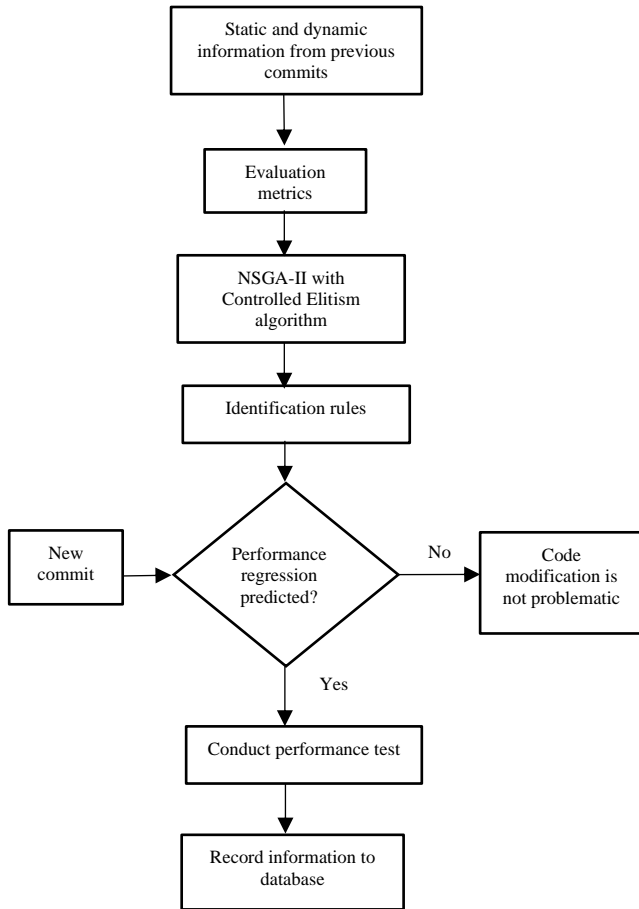 Static and dynamic
information from previous
commits
Evaluation
metrics
NSGA-II with
Controlled Elitism
algorithm
Identification rules
New
commit
Performance
regression
predicted?
No
Code
modification is
not problematic
Yes
Conduct performance test
Record information to
database